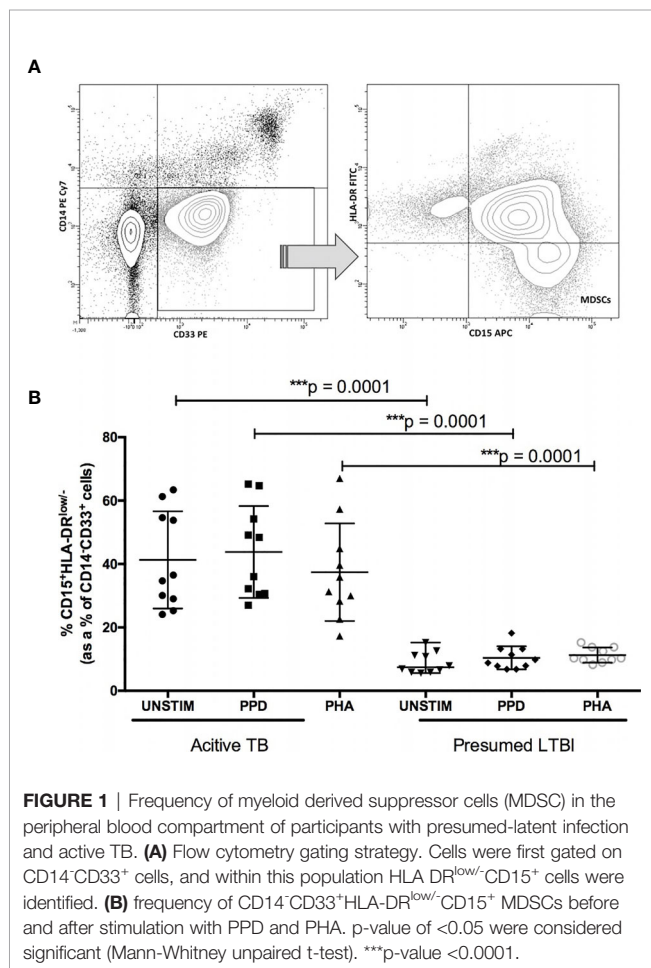 A
CD14 PE Cy7
CD33 PE
HLA-DR FITC
CD15 APC
MDSCs
B
***p = 0.0001
***p = 0.0001
***p = 0.0001
% CD15⁺HLA-DRˡᵒʷ/⁻
(as a % of CD14⁻CD33⁺ cells)
80
60
40
20
0
UNSTIM PPD PHA UNSTIM PPD PHA
Acitive TB Presumed LTBI
FIGURE 1 | Frequency of myeloid derived suppressor cells (MDSC) in the
peripheral blood compartment of participants with presumed-latent infection
and active TB. (A) Flow cytometry gating strategy. Cells were first gated on
CD14⁻CD33⁺ cells, and within this population HLA DRˡᵒʷ/⁻CD15⁺ cells were
identified. (B) frequency of CD14⁻CD33⁺HLA-DRˡᵒʷ/⁻CD15⁺ MDSCs before
and after stimulation with PPD and PHA. p-value of <0.05 were considered
significant (Mann-Whitney unpaired t-test). ***p-value <0.0001.